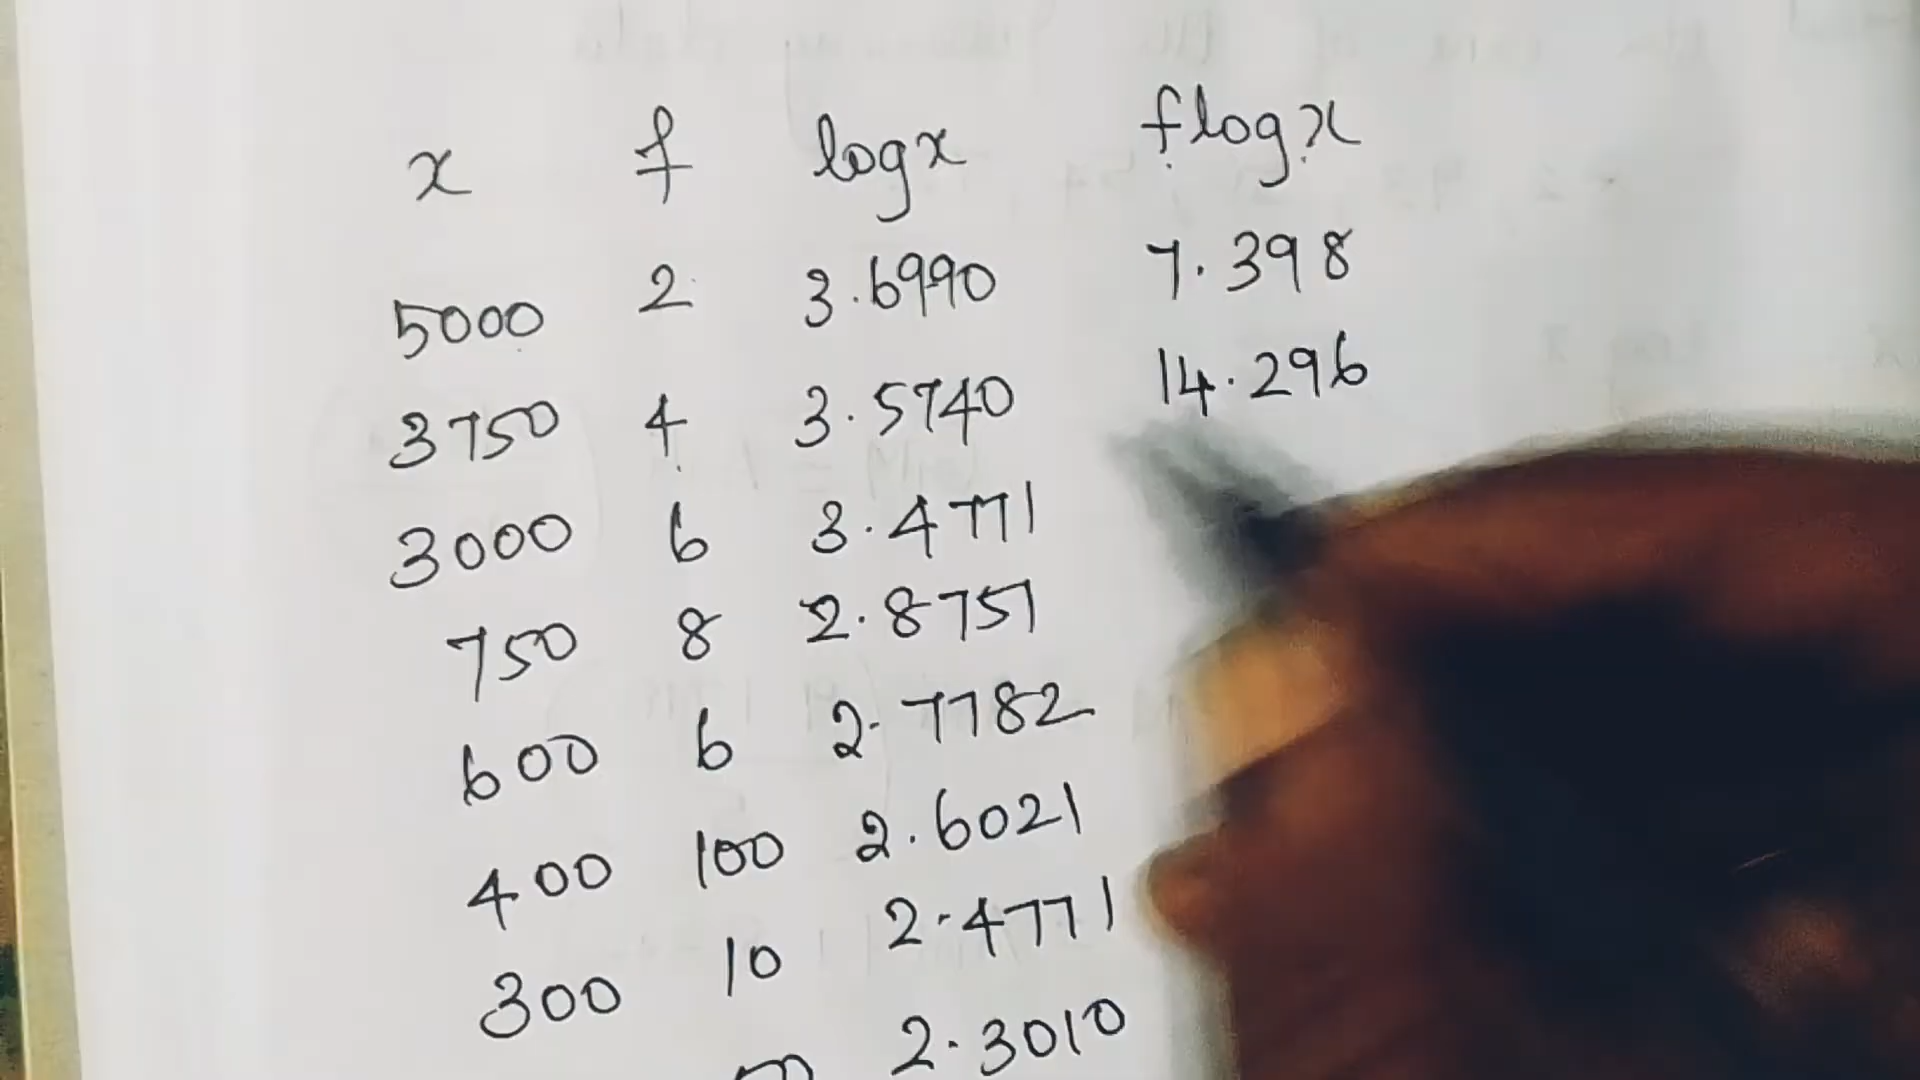 x f log x f log x
5000 2 3.6990 7.398
3750 4 3.5740 14.296
3000 6 3.4771
750 8 2.8751
600 6 2.7782
400 100 2.6021
300 10 2.4771
2.3010